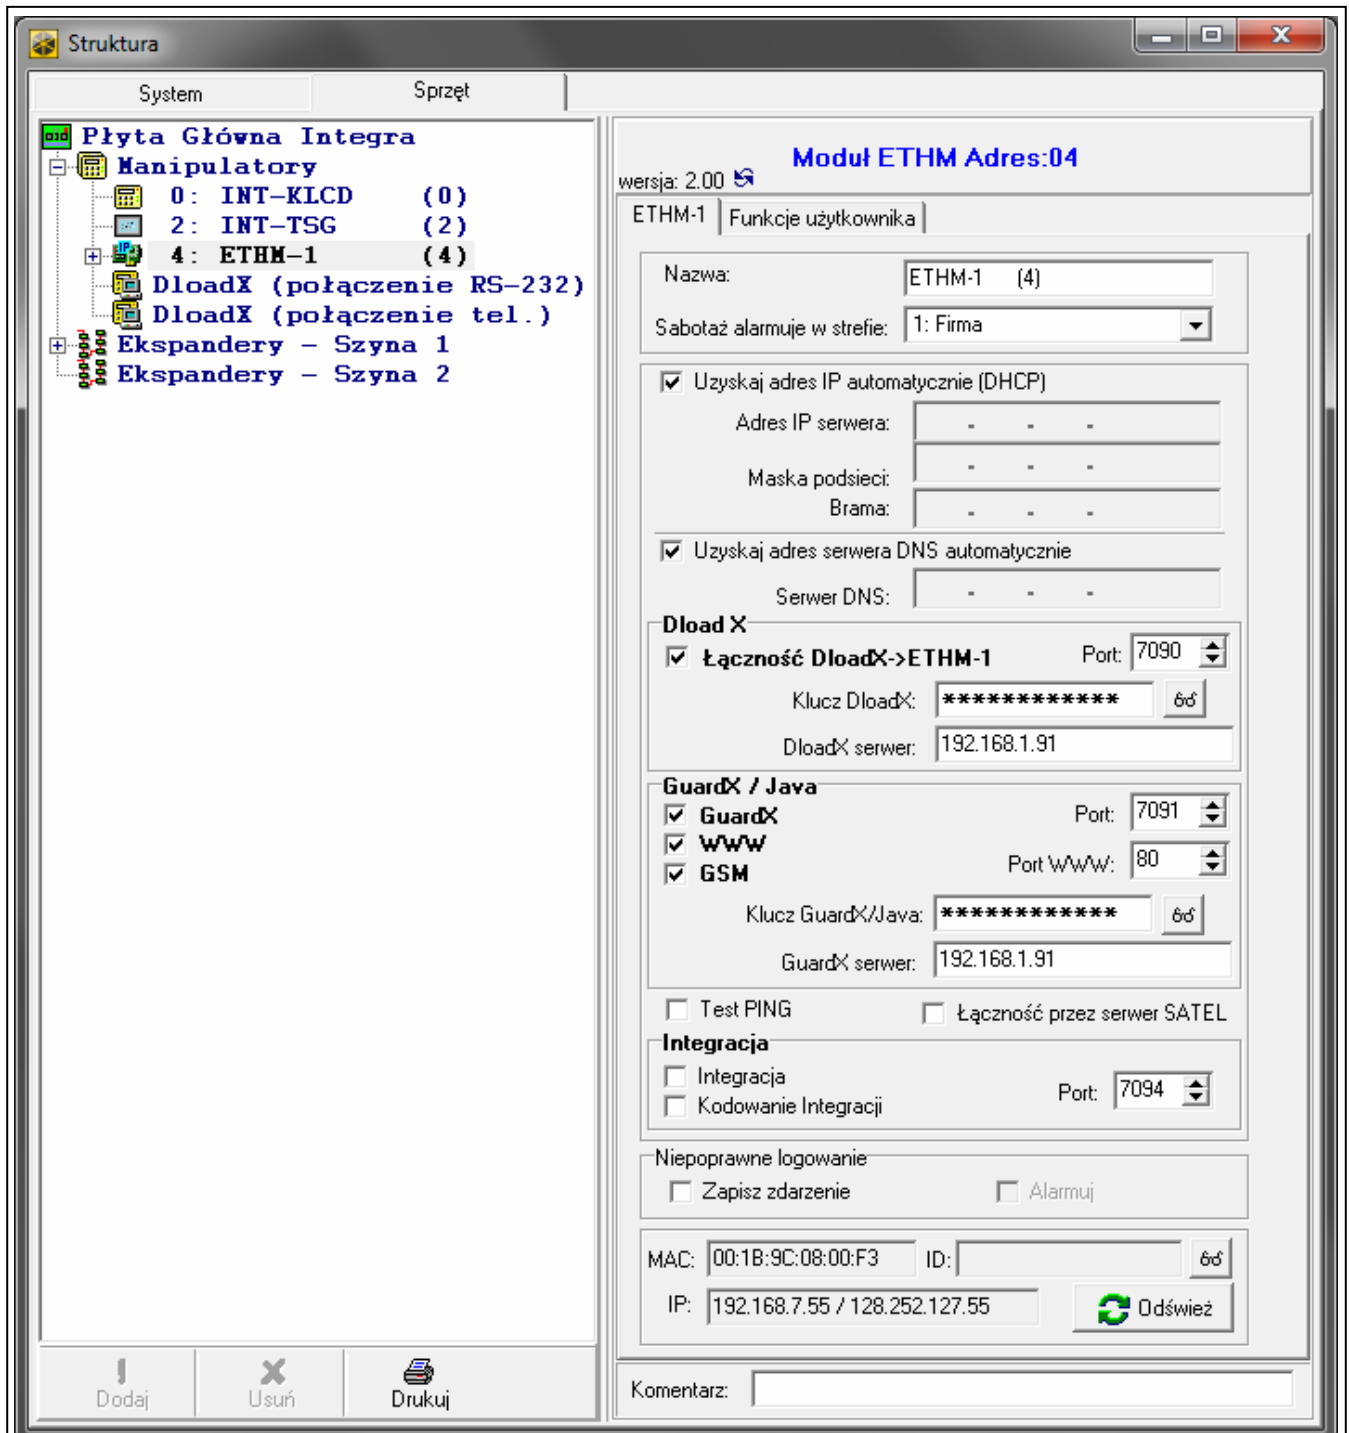 Struktura
System
Sprzęt
Płyta Główna Integra
Manipulatory
0: INT-KLCD (0)
2: INT-TSG (2)
4: ETHM-1 (4)
DloadX (połączenie RS-232)
DloadX (połączenie tel.)
Ekspandery - Szyna 1
Ekspandery - Szyna 2
Dodaj
Usuń
Drukuj
Moduł ETHM Adres:04
wersja: 2.00
ETHM-1
Funkcje użytkownika
Nazwa: ETHM-1 (4)
Sabotaż alarmuje w strefie: 1: Firma
Uzyskaj adres IP automatycznie (DHCP)
Adres IP serwera: - - -
Maska podsieci: - - -
Brama: - - -
Uzyskaj adres serwera DNS automatycznie
Serwer DNS: - - -
Dload X
Łączność DloadX->ETHM-1 Port: 7090
Klucz DloadX: ************
DloadX serwer: 192.168.1.91
GuardX / Java
GuardX Port: 7091
WWW
Port WWW: 80
GSM
Klucz GuardX/Java: ************
GuardX serwer: 192.168.1.91
Test PING Łączność przez serwer SATEL
Integracja
Integracja
Port: 7094
Kodowanie Integracji
Niepoprawne logowanie
Zapisz zdarzenie Alarmuj
MAC: 00:1B:9C:08:00:F3 ID:
IP: 192.168.7.55 / 128.252.127.55 Odśwież
Komentarz: